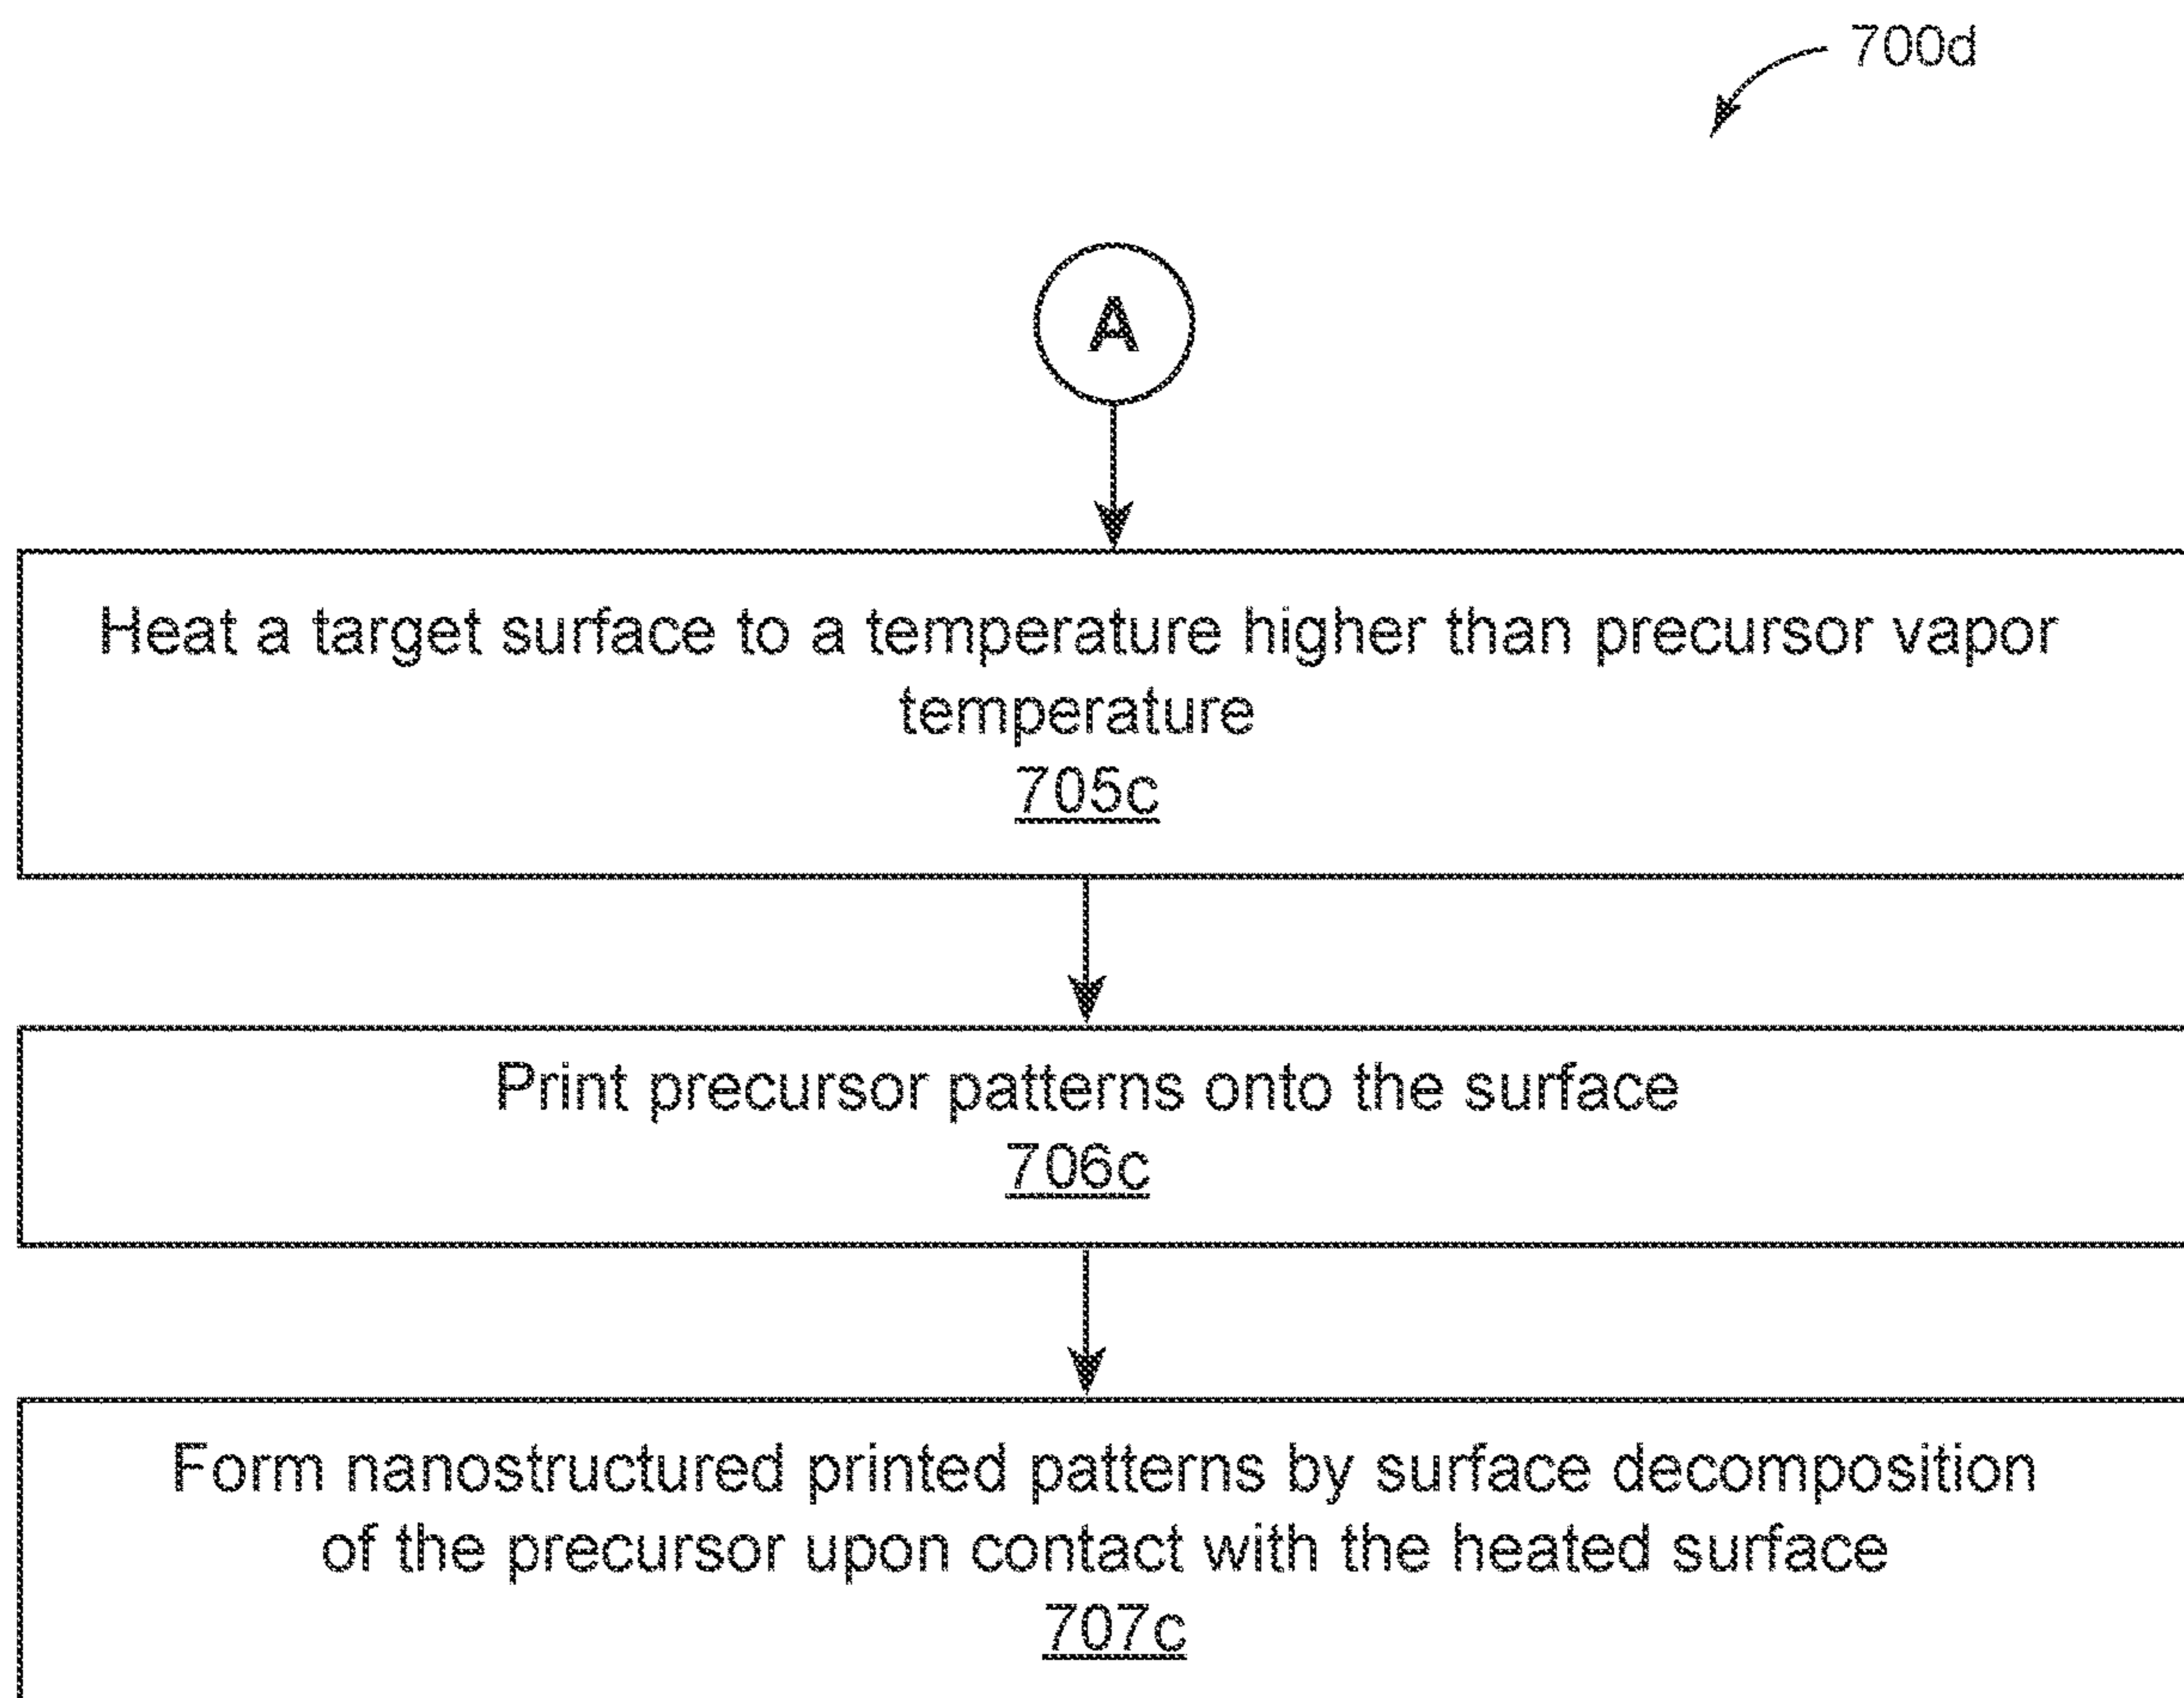 700d
A
Heat a target surface to a temperature higher than precursor vapor
temperature
705c
Print precursor patterns onto the surface
706c
Form nanostructured printed patterns by surface decomposition
of the precursor upon contact with the heated surface
707c